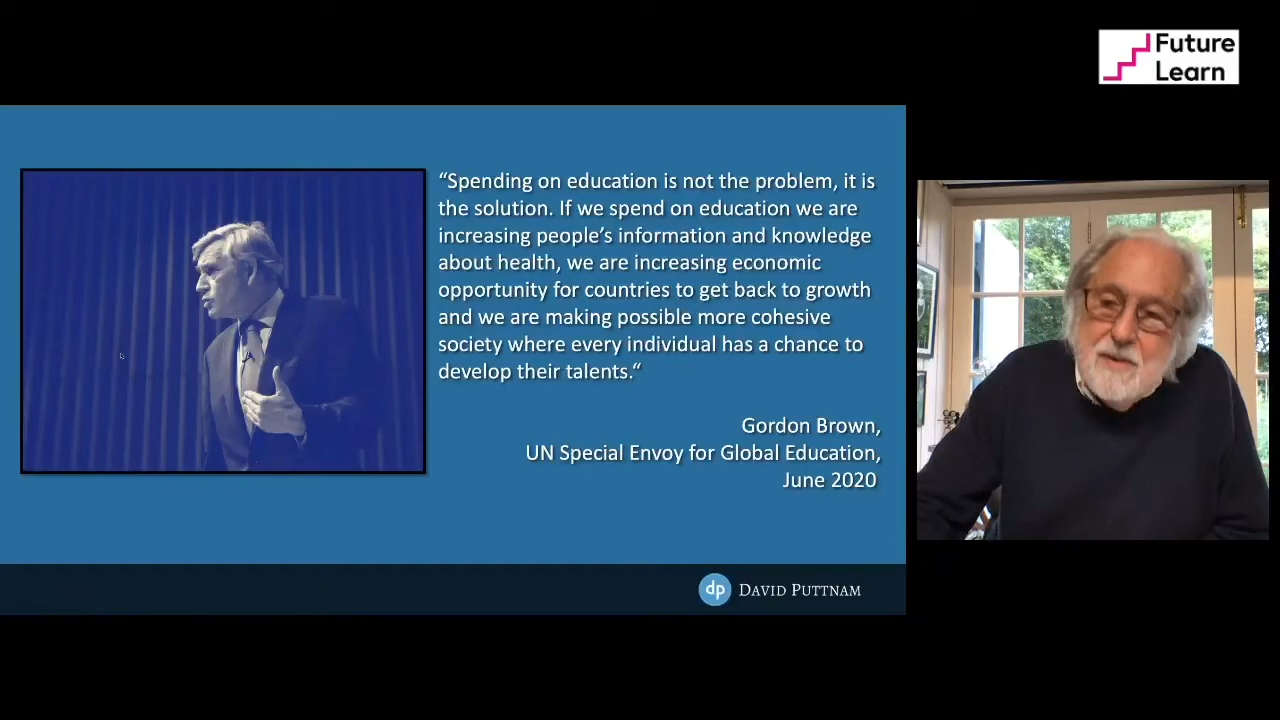 Future
Learn
“Spending on education is not the problem, it is
the solution. If we spend on education we are
increasing people’s information and knowledge
about health, we are increasing economic
opportunity for countries to get back to growth
and we are making possible more cohesive
society where every individual has a chance to
develop their talents.“
Gordon Brown,
UN Special Envoy for Global Education,
June 2020
dp DAVID PUTTNAM